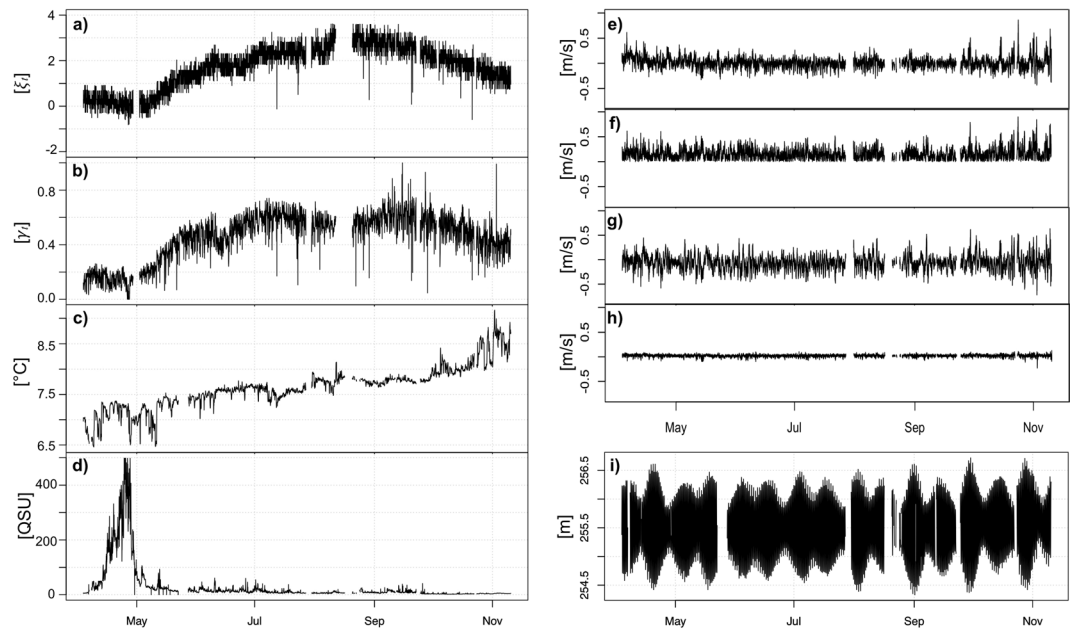 a)
[ξₗ]
4
2
0
-2
b)
[γₗ]
0.8
0.4
0.0
c)
[°C]
8.5
7.5
6.5
d)
[QSU]
400
200
0
May Jul Sep Nov
e)
[m/s]
0.5
-0.5
f)
[m/s]
0.5
-0.5
g)
[m/s]
0.5
-0.5
h)
[m/s]
0.5
-0.5
May Jul Sep Nov
i)
[m]
256.5
255.5
254.5
May Jul Sep Nov